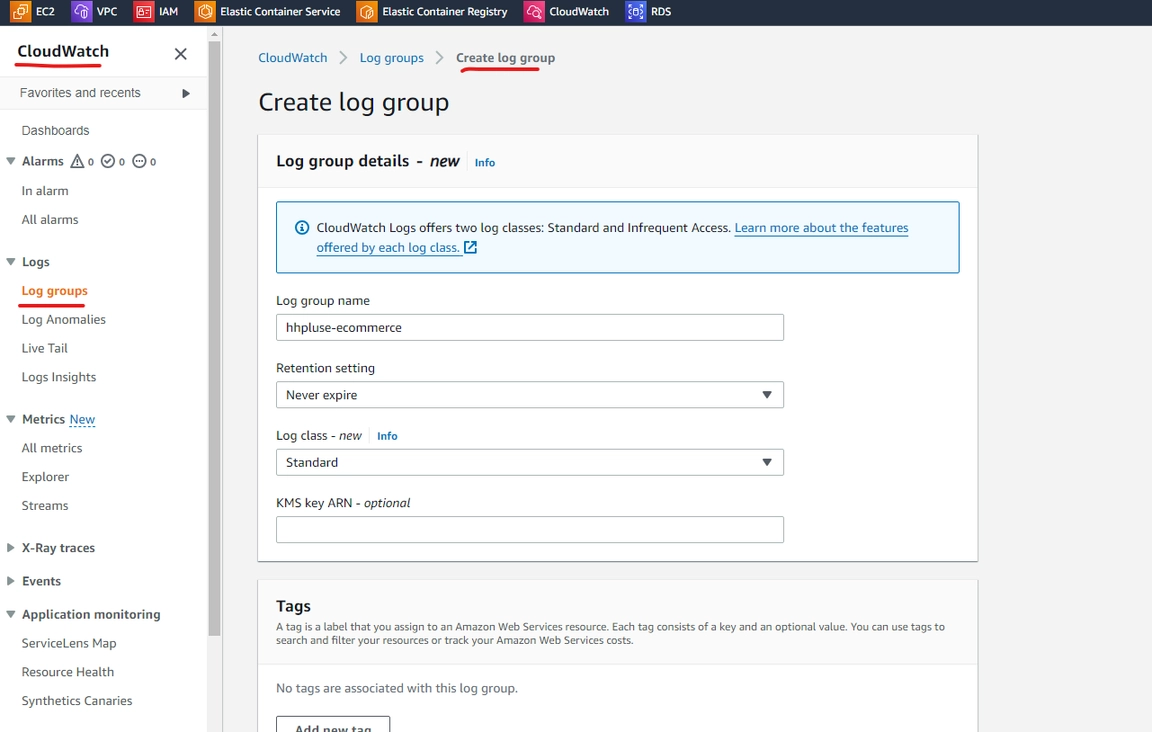 EC2 VPC IAM Elastic Container Service Elastic Container Registry CloudWatch RDS
CloudWatch
Favorites and recents
Dashboards
Alarms 0 0 0
In alarm
All alarms
Logs
Log groups
Log Anomalies
Live Tail
Logs Insights
Metrics New
All metrics
Explorer
Streams
X-Ray traces
Events
Application monitoring
ServiceLens Map
Resource Health
Synthetics Canaries
CloudWatch Log groups Create log group
Create log group
Log group details - new Info
CloudWatch Logs offers two log classes: Standard and Infrequent Access. Learn more about the features
offered by each log class.
Log group name
hhpluse-ecommerce
Retention setting
Never expire
Log class - new Info
Standard
KMS key ARN - optional
Tags
A tag is a label that you assign to an Amazon Web Services resource. Each tag consists of a key and an optional value. You can use tags to
search and filter your resources or track your Amazon Web Services costs.
No tags are associated with this log group.
Add new tag